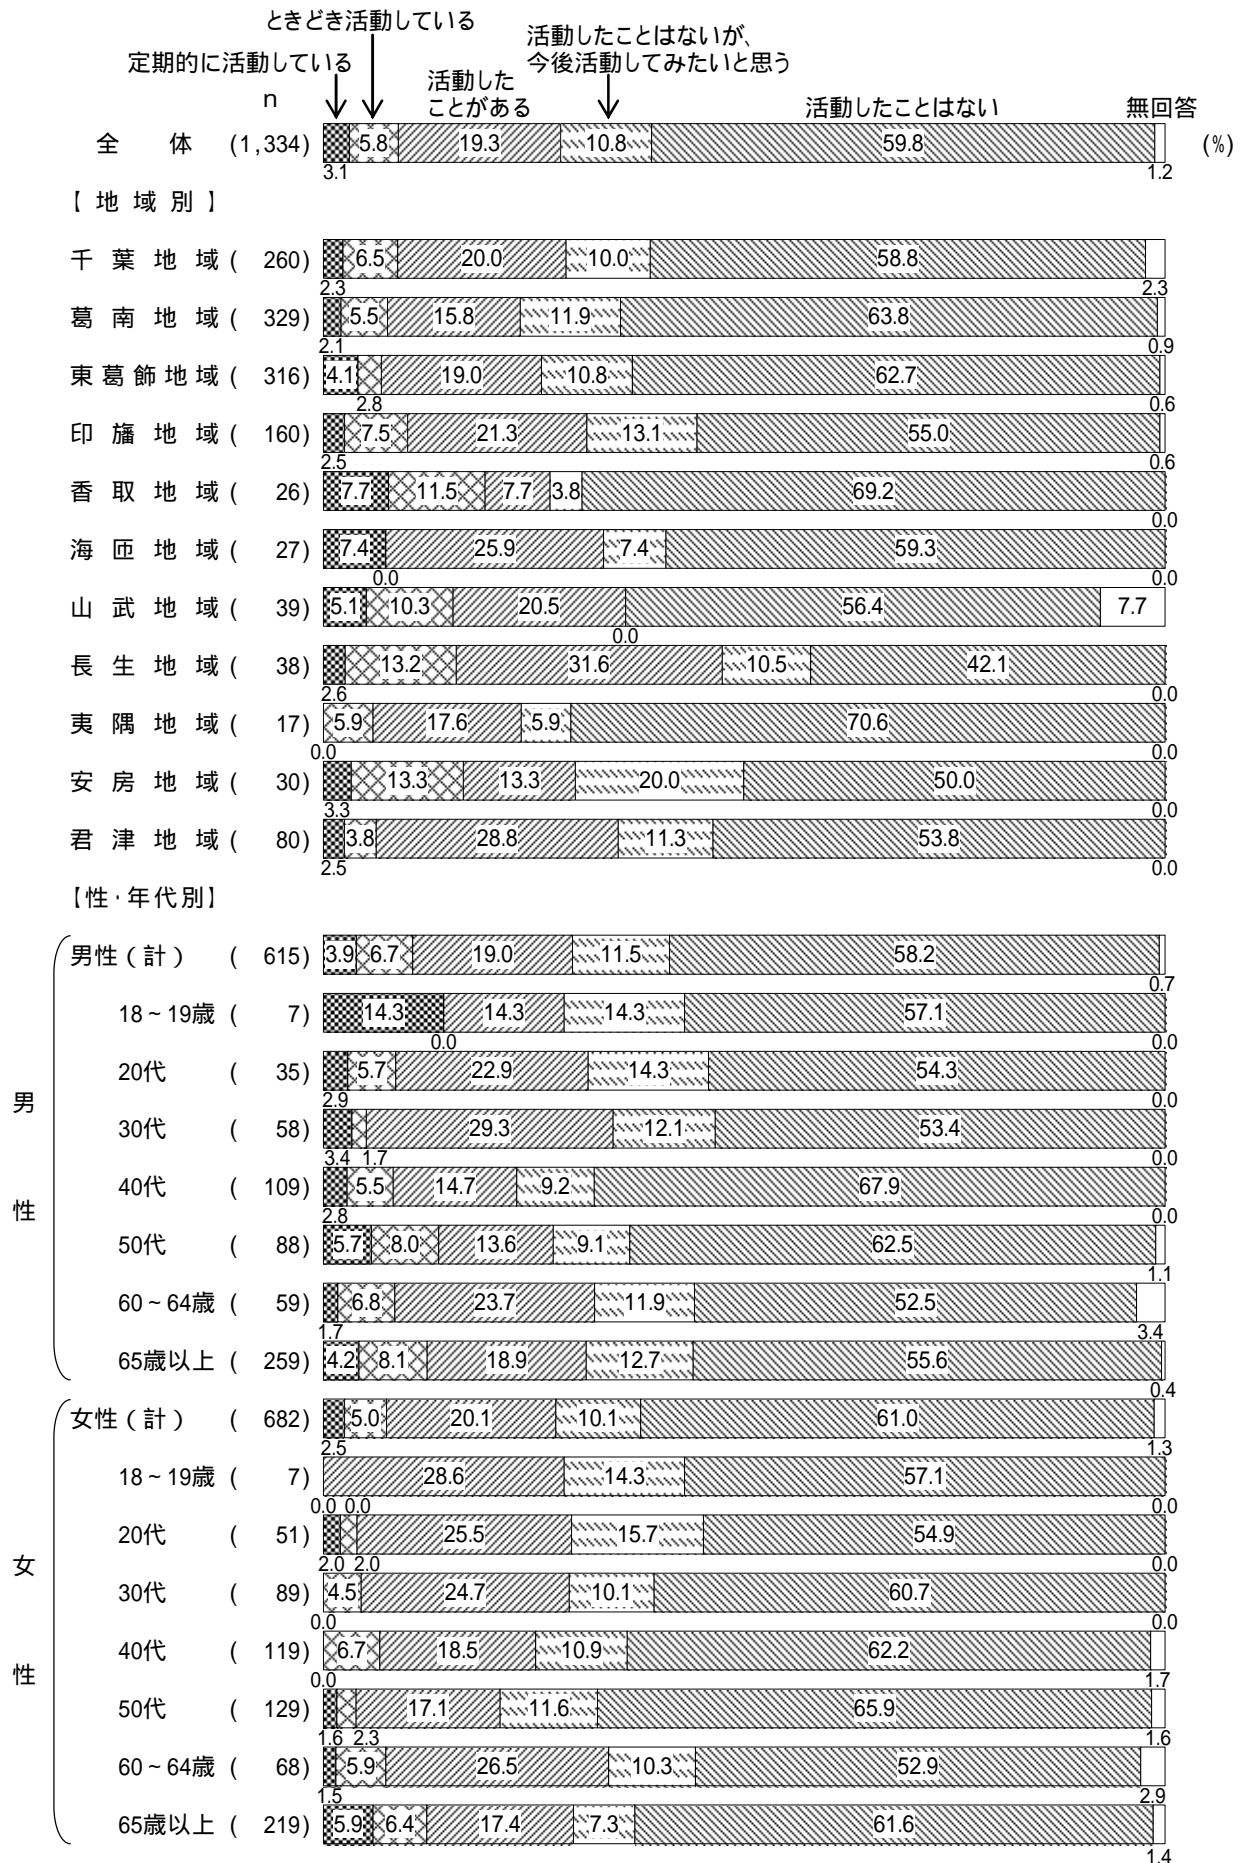 ときどき活動している
活動したことはないが、
定期的に活動している
今後活動してみたいと思う
活動した
n
ことがある
活動したことはない
無回答
全 体 (1,334) 5.8 19.3 10.8 59.8 (%)
3.1 1.2
【地域別】
千葉地域( 260) 6.5 20.0 10.0 58.8
2.3 2.3
葛南地域( 329) 5.5 15.8 11.9 63.8
2.1 0.9
東葛飾地域( 316) 4.1 19.0 10.8 62.7
2.8 0.6
印旛地域( 160) 7.5 21.3 13.1 55.0
2.5 0.6
香取地域( 26) 7.7 11.5 7.7 3.8 69.2
0.0
海匝地域( 27) 7.4 25.9 7.4 59.3
0.0 0.0
山武地域( 39) 5.1 10.3 20.5 56.4 7.7
0.0
長生地域( 38) 13.2 31.6 10.5 42.1
2.6 0.0
夷隅地域( 17) 5.9 17.6 5.9 70.6
0.0 0.0
安房地域( 30) 13.3 13.3 20.0 50.0
3.3 0.0
君津地域( 80) 3.8 28.8 11.3 53.8
2.5 0.0
【性・年代別】
男性(計) ( 615) 3.9 6.7 19.0 11.5 58.2
0.7
18~19歳 ( 7) 14.3 14.3 14.3 57.1
0.0 0.0
20代 ( 35) 5.7 22.9 14.3 54.3
2.9 0.0
30代 ( 58) 29.3 12.1 53.4
3.4 1.7 0.0
40代 ( 109) 5.5 14.7 9.2 67.9
2.8 0.0
50代 ( 88) 5.7 8.0 13.6 9.1 62.5
1.1
60~64歳 ( 59) 6.8 23.7 11.9 52.5
1.7 3.4
65歳以上 ( 259) 4.2 8.1 18.9 12.7 55.6
0.4
男性
女性(計) ( 682) 5.0 20.1 10.1 61.0
2.5 1.3
18~19歳 ( 7) 28.6 14.3 57.1
0.0 0.0 0.0
20代 ( 51) 25.5 15.7 54.9
2.0 2.0 0.0
30代 ( 89) 4.5 24.7 10.1 60.7
0.0 0.0
40代 ( 119) 6.7 18.5 10.9 62.2
0.0 1.7
50代 ( 129) 17.1 11.6 65.9
1.6 2.3 1.6
60~64歳 ( 68) 5.9 26.5 10.3 52.9
1.5 2.9
65歳以上 ( 219) 5.9 6.4 17.4 7.3 61.6
1.4
女性